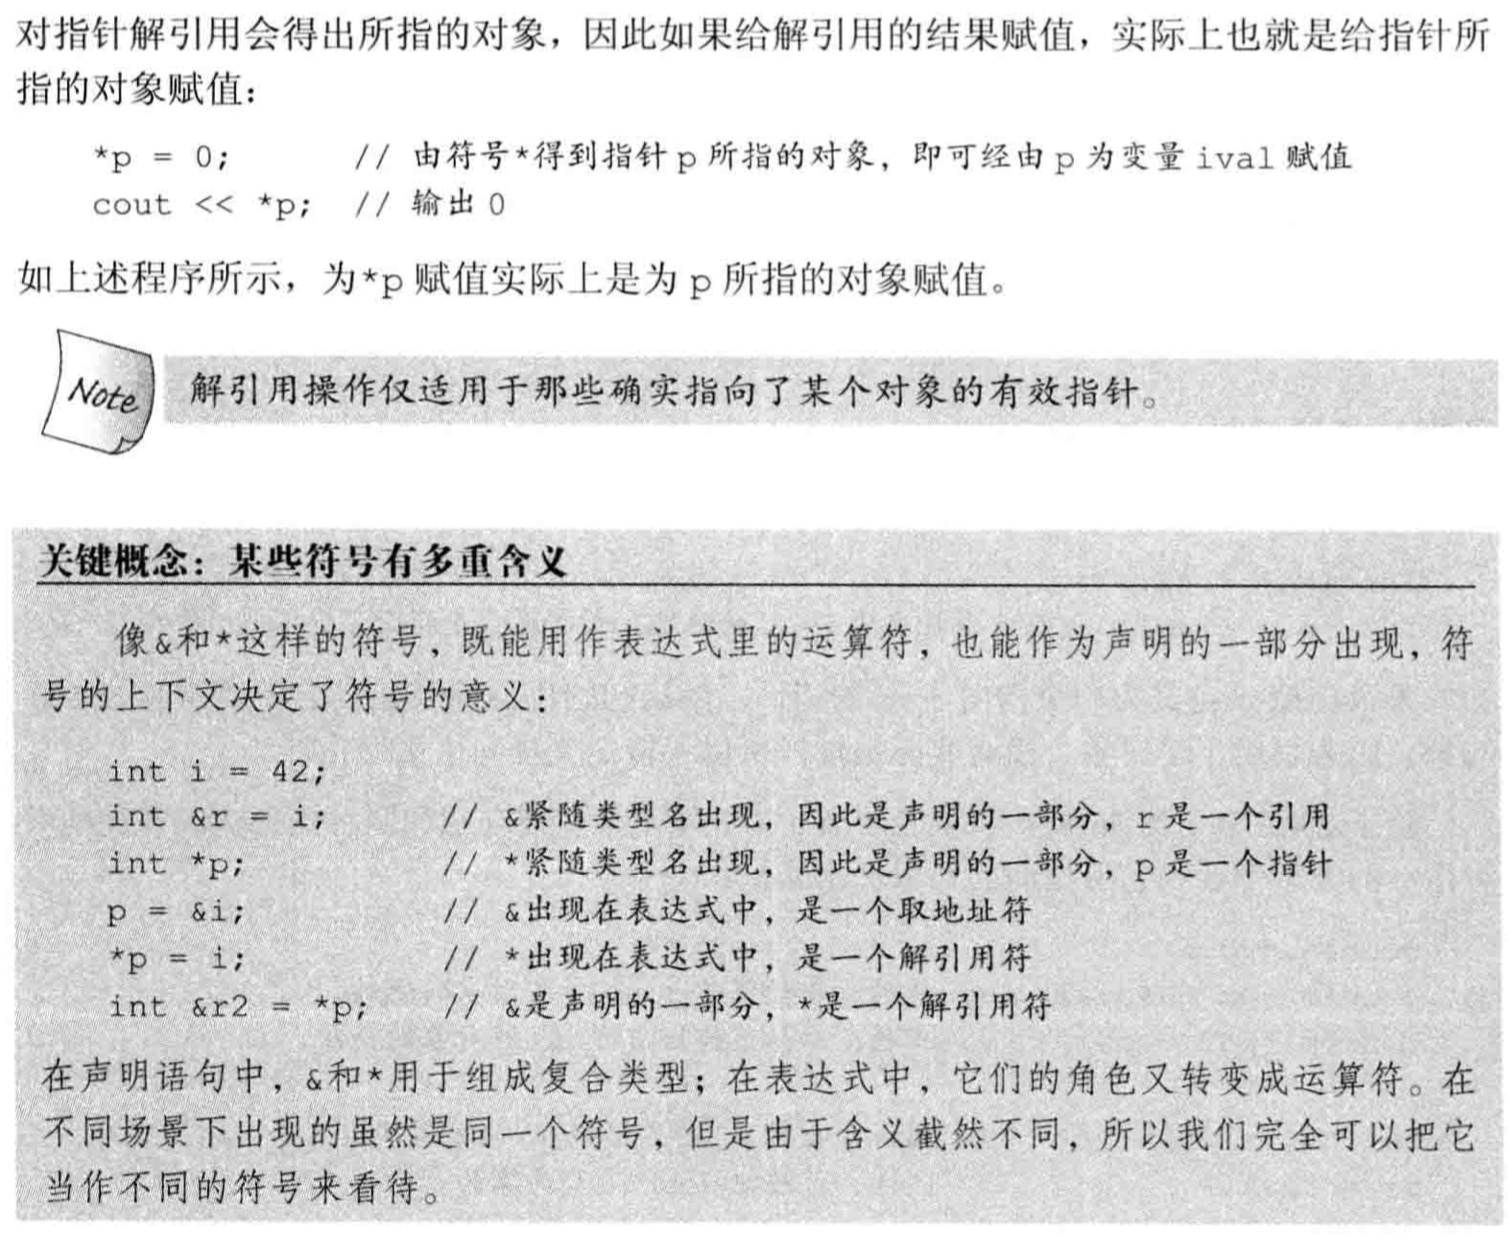 对指针解引用会得出所指的对象，因此如果给解引用的结果赋值，实际上也就是给指针所
指的对象赋值：
*p = 0; // 由符号*得到指针p所指的对象，即可经由p为变量ival赋值
cout << *p; // 输出0
如上述程序所示，为*p赋值实际上是为p所指的对象赋值。
Note 解引用操作仅适用于那些确实指向了某个对象的有效指针。
关键概念：某些符号有多重含义
像&和*这样的符号，既能用作表达式里的运算符，也能作为声明的一部分出现，符
号的上下文决定了符号的意义：
int i = 42;
int &r = i; // &紧随类型名出现，因此是声明的一部分，r是一个引用
int *p; // *紧随类型名出现，因此是声明的一部分，p是一个指针
p = &i; // &出现在表达式中，是一个取地址符
*p = i; // *出现在表达式中，是一个解引用符
int &r2 = *p; // &是声明的一部分，*是一个解引用符
在声明语句中，&和*用于组成复合类型；在表达式中，它们的角色又转变成运算符。在
不同场景下出现的虽然是同一个符号，但是由于含义截然不同，所以我们完全可以把它
当作不同的符号来看待。